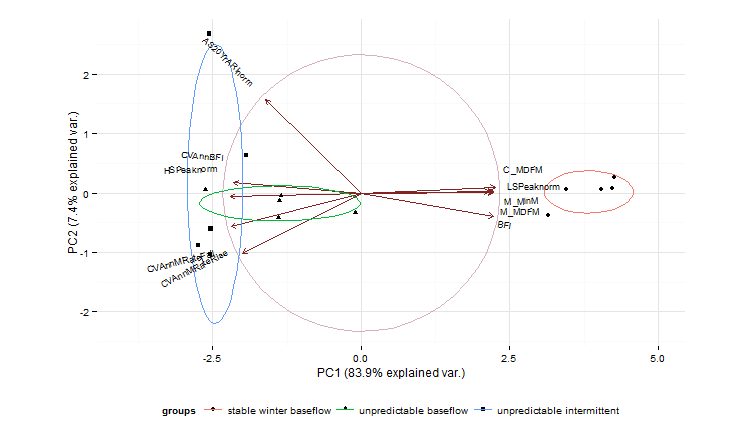 AS20YrARInorm
2
1
CVAnnBFI
HSPeaknorm
C_MDFM
LSPeaknorm
0
M_MinM
M_MDFM
BFI
-1
CVAnnMRateFall
CVAnnMRateRise
-2
PC2 (7.4% explained var.)
-2.5
0.0
2.5
5.0
PC1 (83.9% explained var.)
groups stable winter baseflow unpredictable baseflow unpredictable intermittent